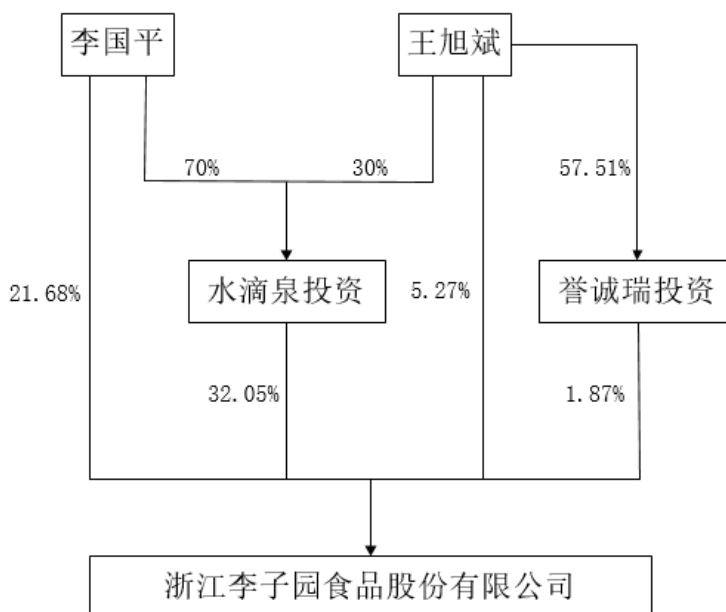 李国平
王旭斌
70%
30%
57.51%
水滴泉投资
誉诚瑞投资
21.68%
5.27%
32.05%
1.87%
浙江李子园食品股份有限公司